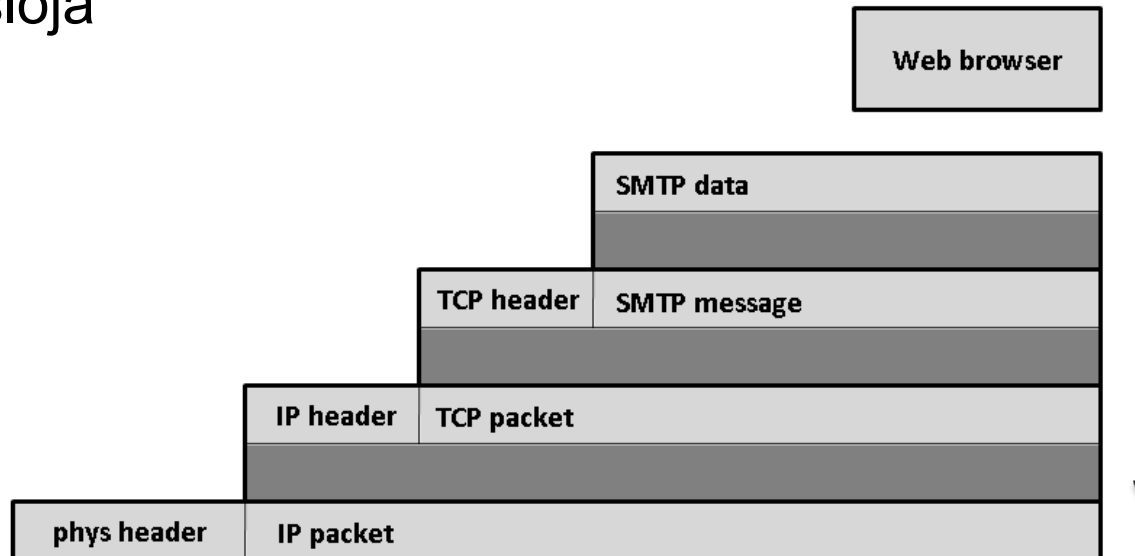 Web browser
SMTP data
TCP header SMTP message
IP header TCP packet
phys header IP packet